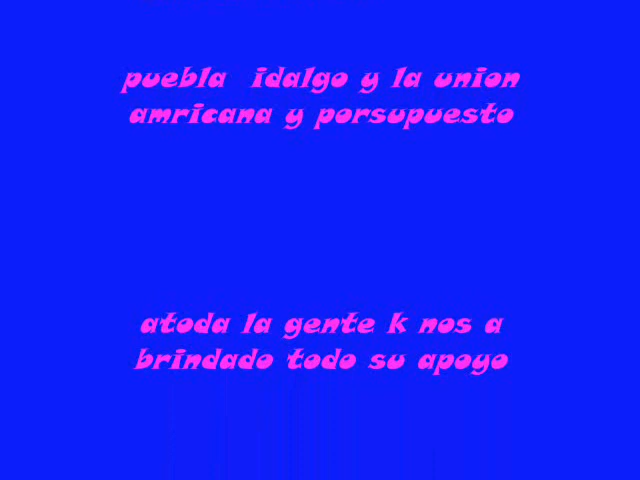 puebla idalgo y la union
amricana y porsupuesto
atoda la gente k nos a
brindado todo su apoyo